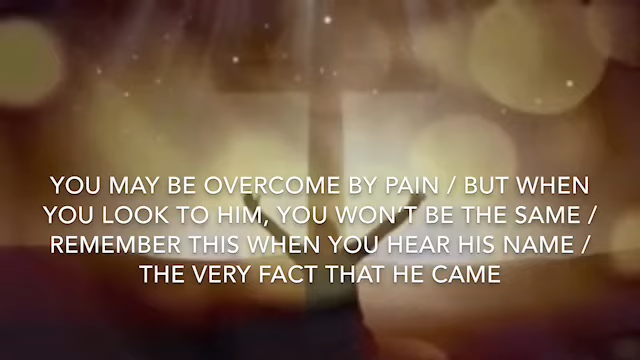 YOU MAY BE OVERCOME BY PAIN / BUT WHEN
YOU LOOK TO HIM, YOU WON'T BE THE SAME /
REMEMBER THIS WHEN YOU HEAR HIS NAME /
THE VERY FACT THAT HE CAME